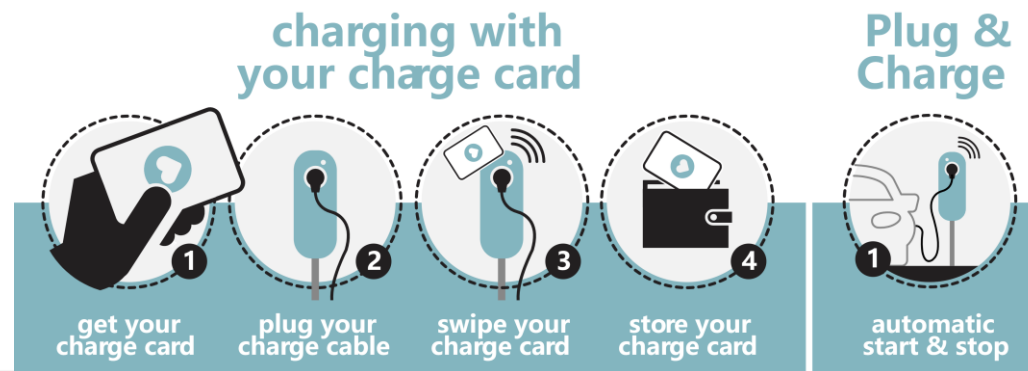 charging with
your charge card
1
get your
charge card
2
plug your
charge cable
3
swipe your
charge card
4
store your
charge card
Plug &
Charge
1
automatic
start & stop